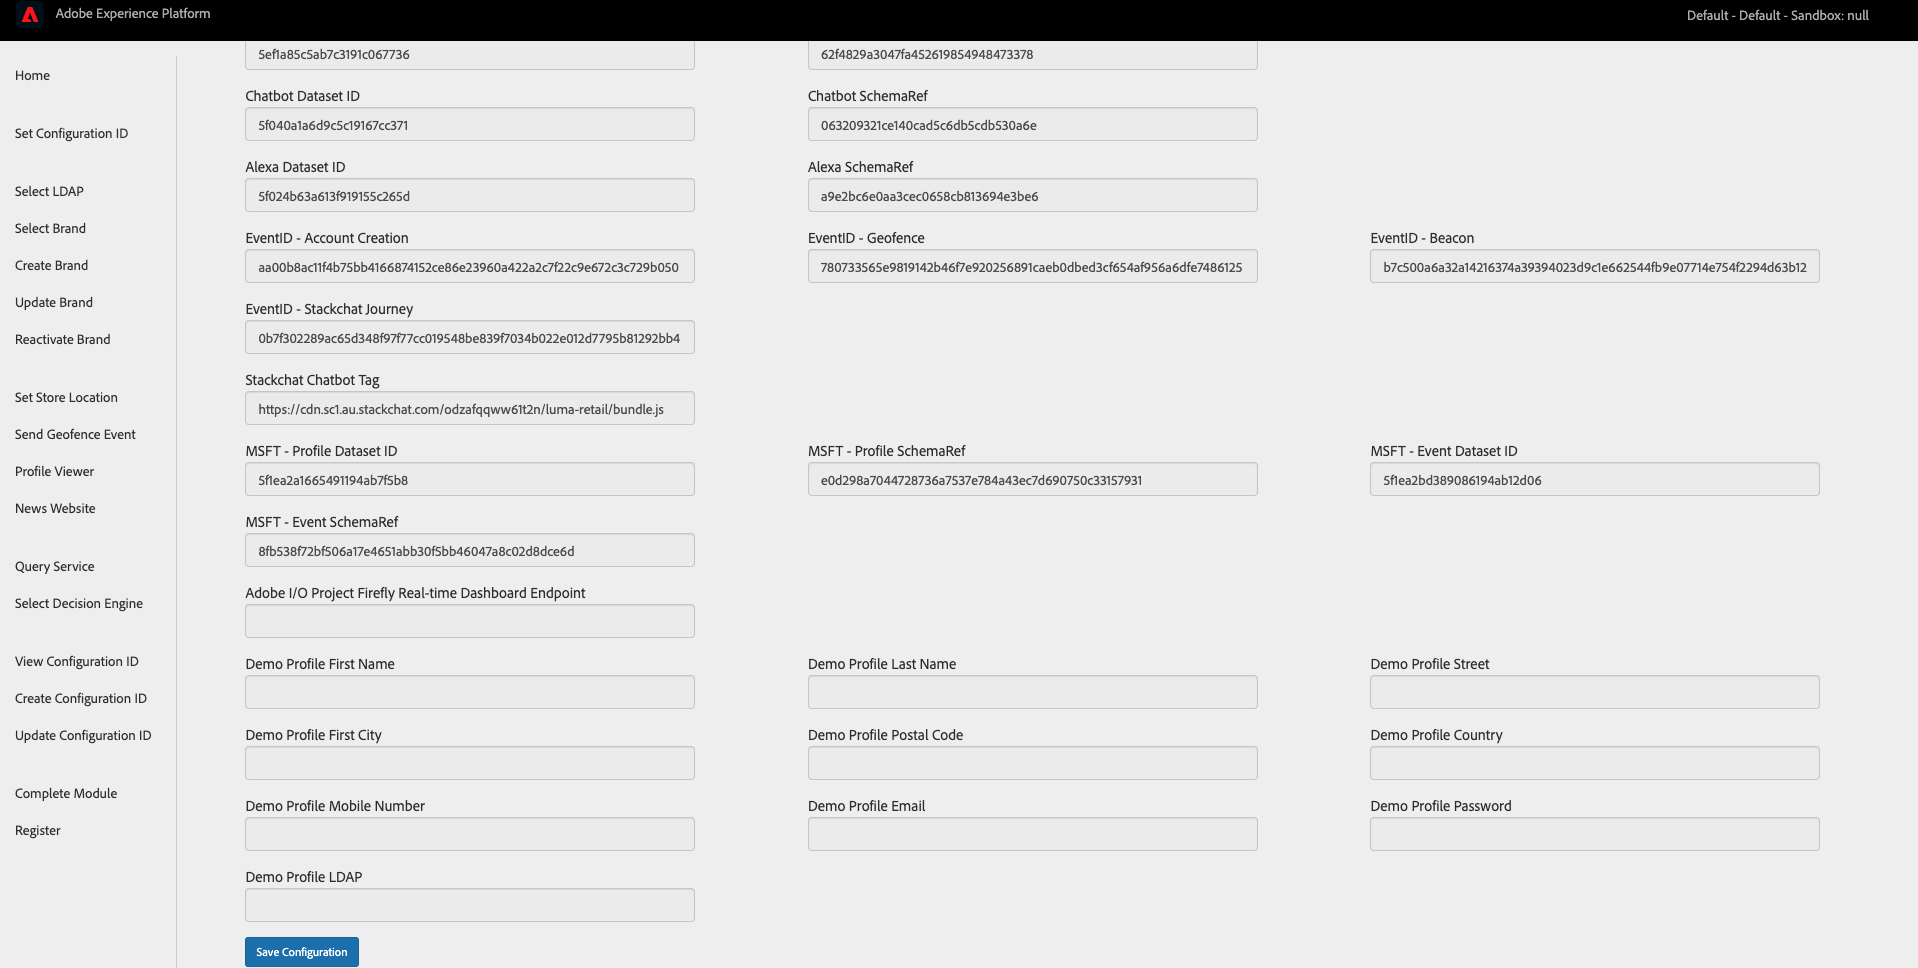 Adobe Experience Platform
Default - Default - Sandbox: null
Home
Set Configuration ID
Select LDAP
Select Brand
Create Brand
Update Brand
Reactivate Brand
Set Store Location
Send Geofence Event
Profile Viewer
News Website
Query Service
Select Decision Engine
View Configuration ID
Create Configuration ID
Update Configuration ID
Complete Module
Register
5ef1a85c5ab7c3191c067736
62f4829a3047fa452619854948473378
Chatbot Dataset ID
Chatbot SchemaRef
5f040a1a6d9c5c19167cc371
063209321ce140cad5c6db5cdb530a6e
Alexa Dataset ID
Alexa SchemaRef
5f024b63a613f919155c265d
a9e2bc6e0aa3cec0658cb813694e3be6
EventID - Account Creation
EventID - Geofence
EventID - Beacon
aa00b8ac11f4b75bb4166874152ce86e23960a422a2c7f22c9e672c3c729b050
780733565e9819142b46f7e920256891caeb0dbed3cf654af956a6dfe7486125
b7c500a6a32a14216374a39394023d9c1e662544fb9e07714e754f2294d63b12
EventID - Stackchat Journey
0b7f302289ac65d348f97f77cc019548be839f7034b022e012d7795b81292bb4
Stackchat Chatbot Tag
https://cdn.sc1.au.stackchat.com/odzafqqww61t2n/luma-retail/bundle.js
MSFT - Profile Dataset ID
MSFT - Profile SchemaRef
MSFT - Event Dataset ID
5f1ea2a1665491194ab7f5b8
e0d298a7044728736a7537e784a43ec7d690750c33157931
5f1ea2bd389086194ab12d06
MSFT - Event SchemaRef
8fb538f72bf506a17e4651abb30f5bb46047a8c02d8dce6d
Adobe I/O Project Firefly Real-time Dashboard Endpoint
Demo Profile First Name
Demo Profile Last Name
Demo Profile Street
Demo Profile First City
Demo Profile Postal Code
Demo Profile Country
Demo Profile Mobile Number
Demo Profile Email
Demo Profile Password
Demo Profile LDAP
Save Configuration